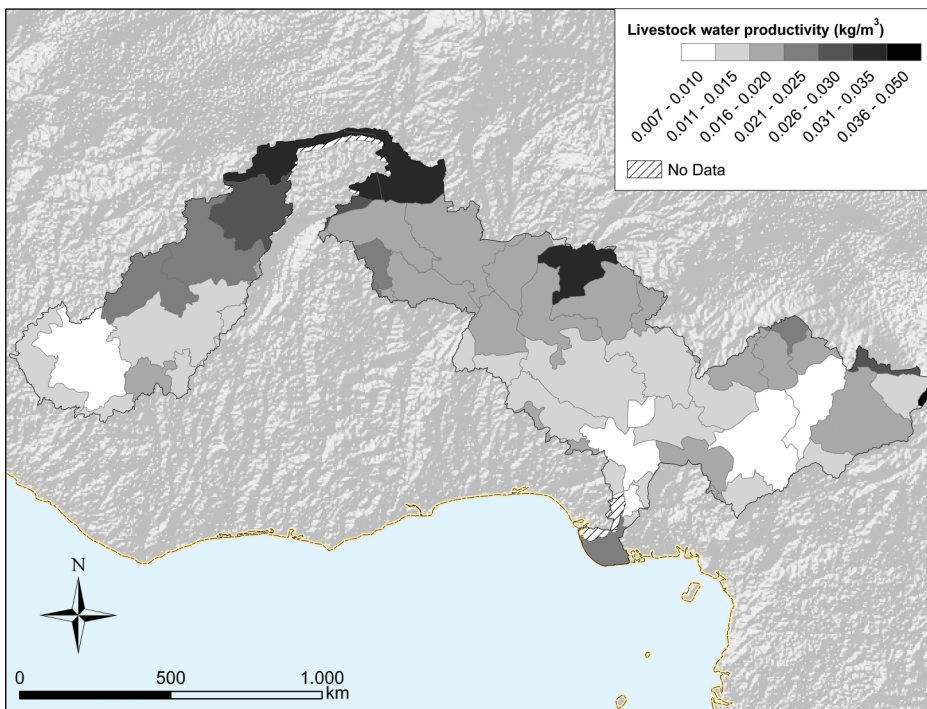 Livestock water productivity (kg/m³)
0.007 - 0.010
0.011 - 0.015
0.016 - 0.020
0.021 - 0.025
0.026 - 0.030
0.031 - 0.035
0.036 - 0.050
No Data
N
0 500 1.000
km